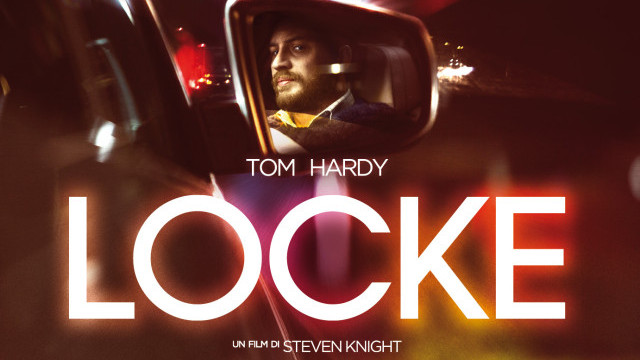 TOM HARDY
LOCKE
UN FILM DI STEVEN KNIGHT